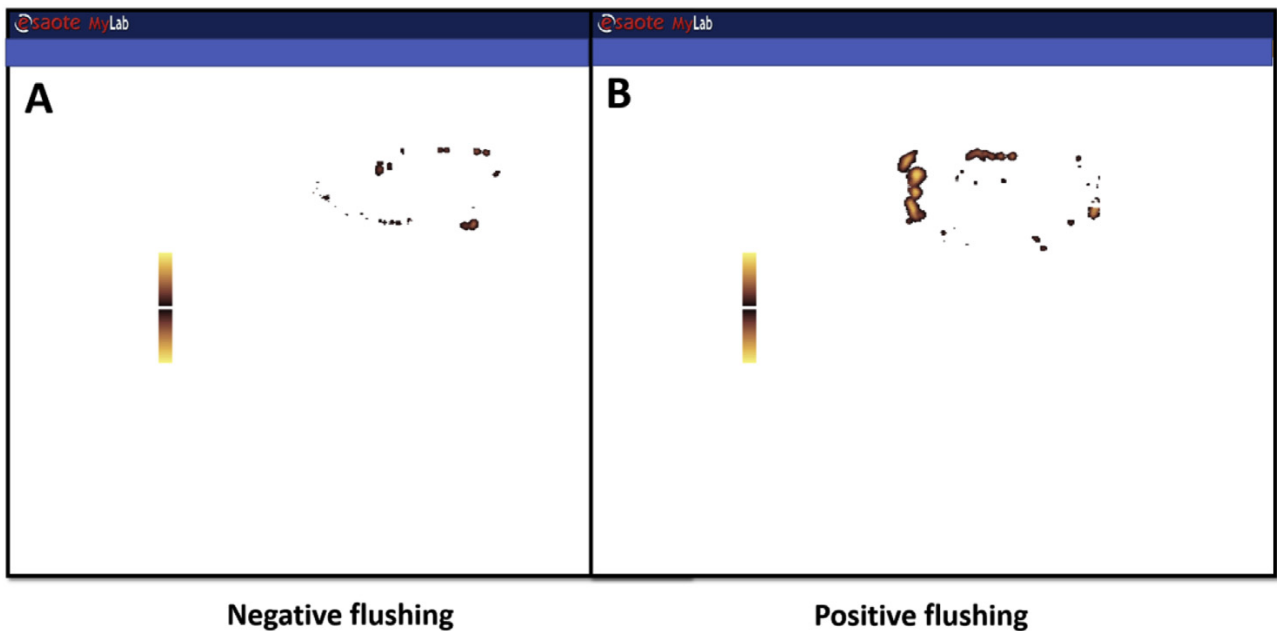 esaote MyLab
esaote MyLab
A
B
Negative flushing
Positive flushing